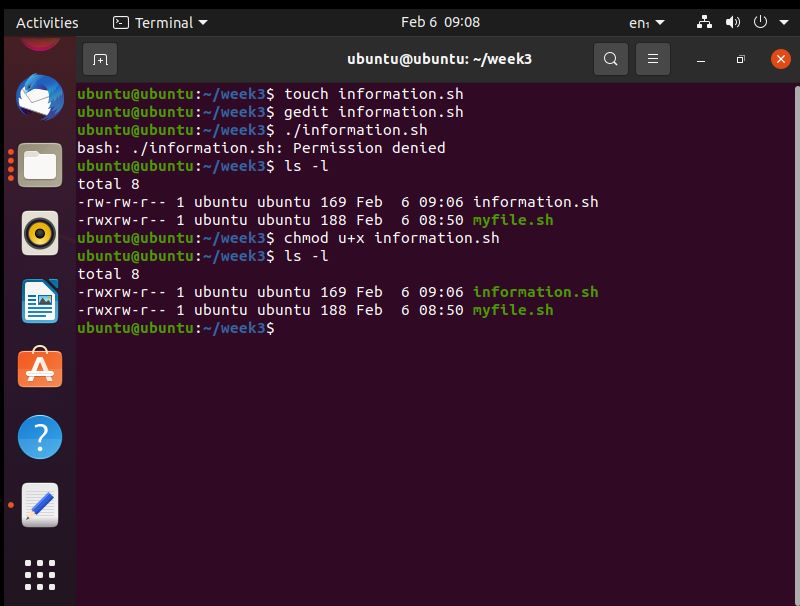 Activities
Terminal
Feb 6 09:08
en₁
ubuntu@ubuntu: ~/week3
ubuntu@ubuntu:~/week3$ touch information.sh
ubuntu@ubuntu:~/week3$ gedit information.sh
ubuntu@ubuntu:~/week3$ ./information.sh
bash: ./information.sh: Permission denied
ubuntu@ubuntu:~/week3$ ls -l
total 8
-rw-rw-r-- 1 ubuntu ubuntu 169 Feb  6 09:06 information.sh
-rwxrw-r-- 1 ubuntu ubuntu 188 Feb  6 08:50 myfile.sh
ubuntu@ubuntu:~/week3$ chmod u+x information.sh
ubuntu@ubuntu:~/week3$ ls -l
total 8
-rwxrw-r-- 1 ubuntu ubuntu 169 Feb  6 09:06 information.sh
-rwxrw-r-- 1 ubuntu ubuntu 188 Feb  6 08:50 myfile.sh
ubuntu@ubuntu:~/week3$